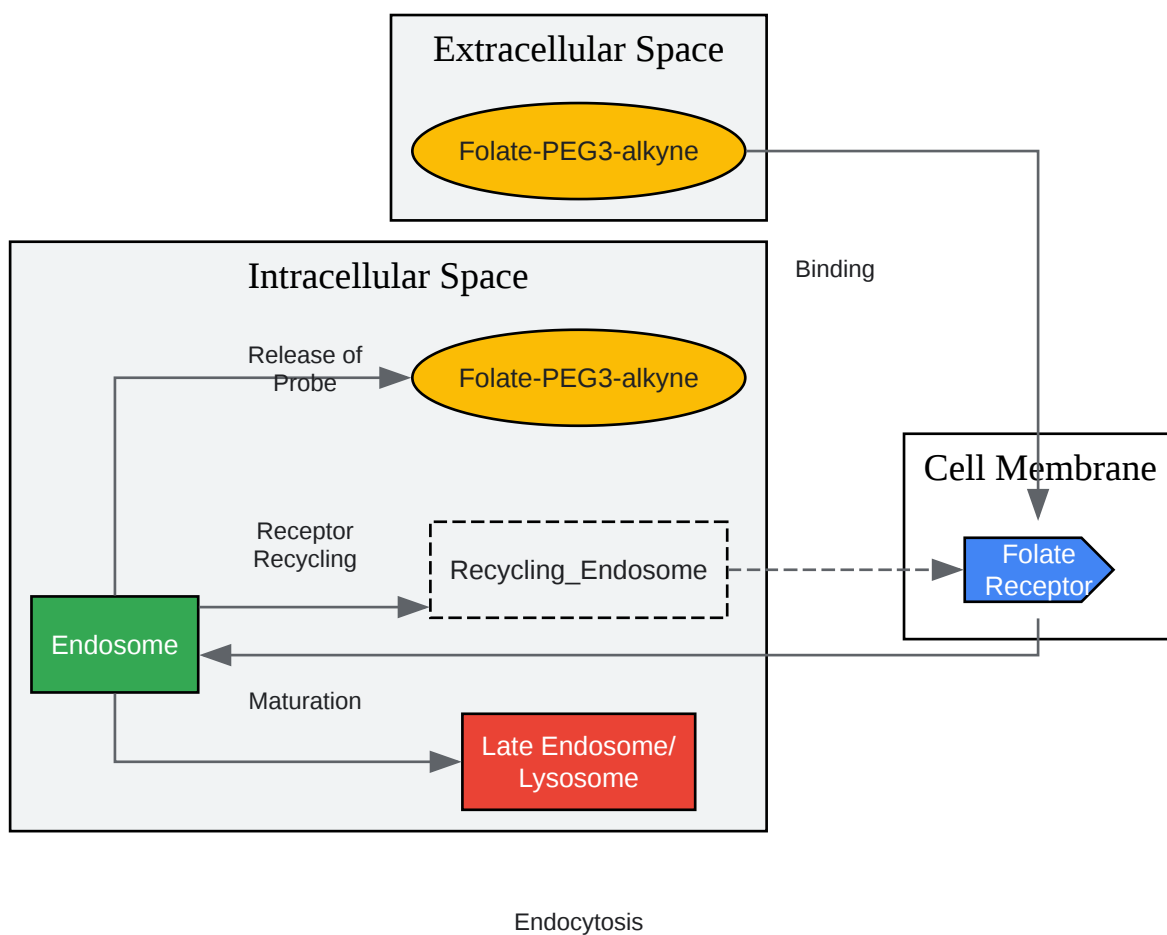 Extracellular Space
Folate-PEG3-alkyne
Intracellular Space
Binding
Release of
Probe
Folate-PEG3-alkyne
Cell Membrane
Receptor
Recycling
Recycling_Endosome
Folate
Receptor
Endosome
Maturation
Late Endosome/
Lysosome
Endocytosis